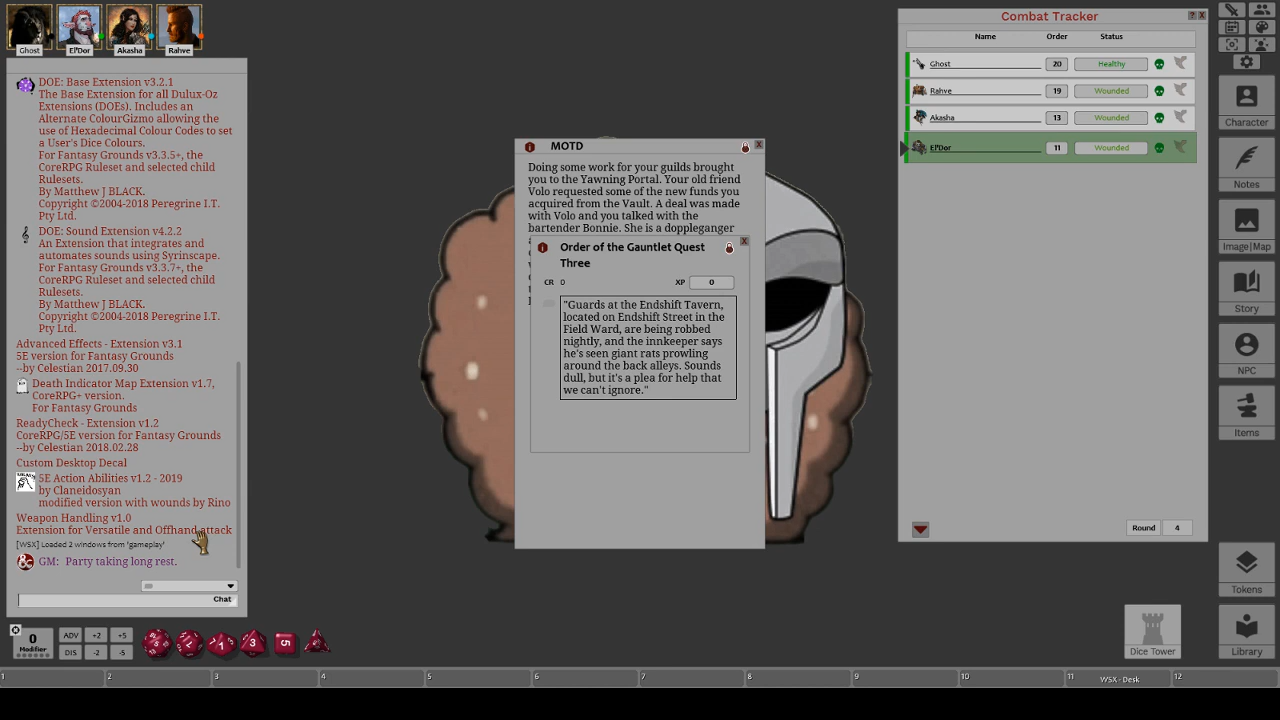 Ghost
El'Dor
Akasha
Rahve
DOE: Base Extension v3.2.1
The Base Extension for all Dulux-Oz
Extensions (DOEs). Includes an
Alternate ColourGizmo allowing the
use of Hexadecimal Colour Codes to set
a User's Dice Colours.
For Fantasy Grounds v3.3.5+, the
CoreRPG Ruleset and selected child
Rulesets.
By Matthew J BLACK.
Copyright ©2004-2018 Peregrine I.T.
Pty Ltd.
DOE: Sound Extension v4.2.2
An Extension that integrates and
automates sounds using Syrinscape.
For Fantasy Grounds v3.3.7+, the
CoreRPG Ruleset and selected child
Rulesets.
By Matthew J BLACK.
Copyright ©2004-2018 Peregrine I.T.
Pty Ltd.
Advanced Effects - Extension v3.1
5E version for Fantasy Grounds
--by Celestian 2017.09.30
Death Indicator Map Extension v1.7,
CoreRPG+ version.
For Fantasy Grounds
ReadyCheck - Extension v1.2
CoreRPG/5E version for Fantasy Grounds
--by Celestian 2018.02.28
Custom Desktop Decal
5E Action Abilities v1.2 - 2019
by Claneidosyan
modified version with wounds by Rino
Weapon Handling v1.0
Extension for Versatile and Offhand attack
[WSX] Loaded 2 windows from 'gameplay'
GM: Party taking long rest.
Chat
0
Modifier
ADV
+2
+5
DIS
-2
-5
MOTD
X
Doing some work for your guilds brought
you to the Yawning Portal. Your old friend
Volo requested some of the new funds you
acquired from the Vault. A deal was made
with Volo and you talked with the
bartender Bonnie. She is a doppleganger
Order of the Gauntlet Quest
Three
X
CR 0
XP 0
"Guards at the Endshift Tavern,
located on Endshift Street in the
Field Ward, are being robbed
nightly, and the innkeeper says
he's seen giant rats prowling
around the back alleys. Sounds
dull, but it's a plea for help that
we can't ignore."
Combat Tracker
? X
Name Order Status
Ghost 20 Healthy
Rahve 19 Wounded
Akasha 13 Wounded
El'Dor 11 Wounded
Round 4
Character
Notes
Image|Map
Story
NPC
Items
Tokens
Library
Dice Tower
1 2 3 4 5 6 7 8 9 10 11 WSX - Desk 12